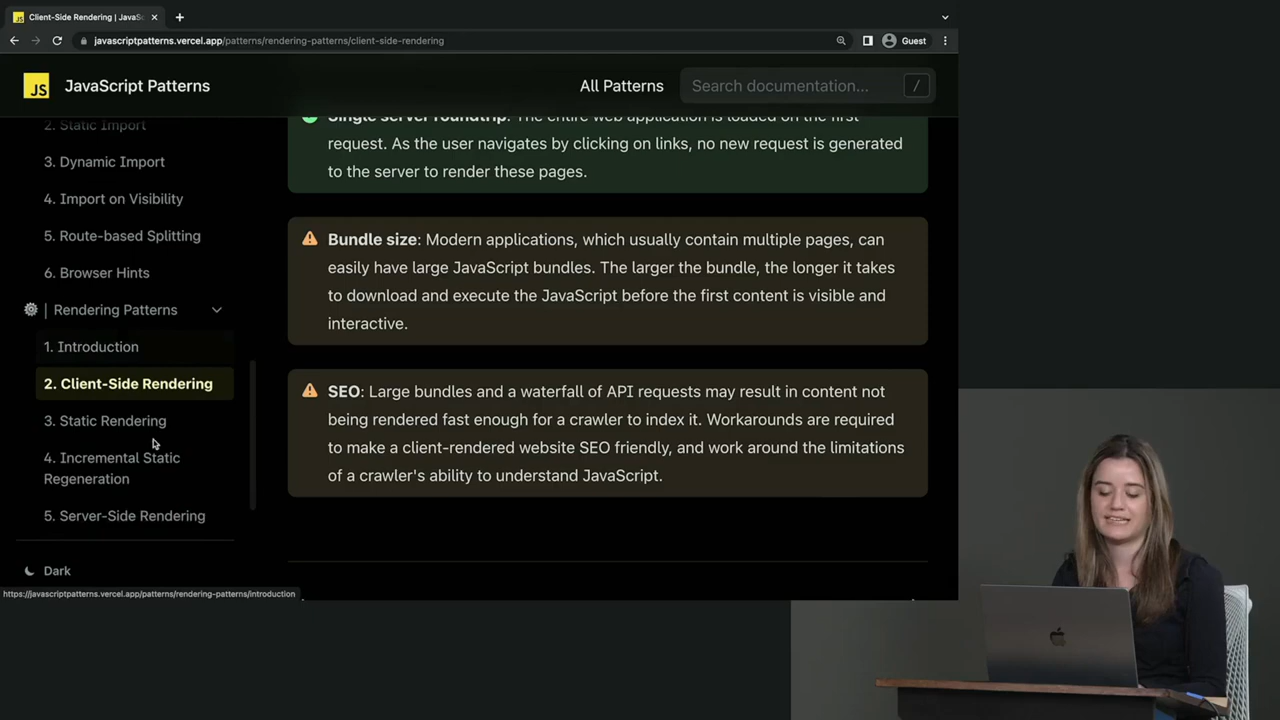 Client-Side Rendering | JavaSc
javascriptpatterns.vercel.app/patterns/rendering-patterns/client-side-rendering
Guest
JS
JavaScript Patterns
All Patterns
Search documentation...
/
2. Static Import
3. Dynamic Import
4. Import on Visibility
5. Route-based Splitting
6. Browser Hints
| Rendering Patterns
1. Introduction
2. Client-Side Rendering
3. Static Rendering
4. Incremental Static
Regeneration
5. Server-Side Rendering
Dark
https://javascriptpatterns.vercel.app/patterns/rendering-patterns/introduction
Single server roundtrip: The entire web application is loaded on the first
request. As the user navigates by clicking on links, no new request is generated
to the server to render these pages.
Bundle size: Modern applications, which usually contain multiple pages, can
easily have large JavaScript bundles. The larger the bundle, the longer it takes
to download and execute the JavaScript before the first content is visible and
interactive.
SEO: Large bundles and a waterfall of API requests may result in content not
being rendered fast enough for a crawler to index it. Workarounds are required
to make a client-rendered website SEO friendly, and work around the limitations
of a crawler's ability to understand JavaScript.